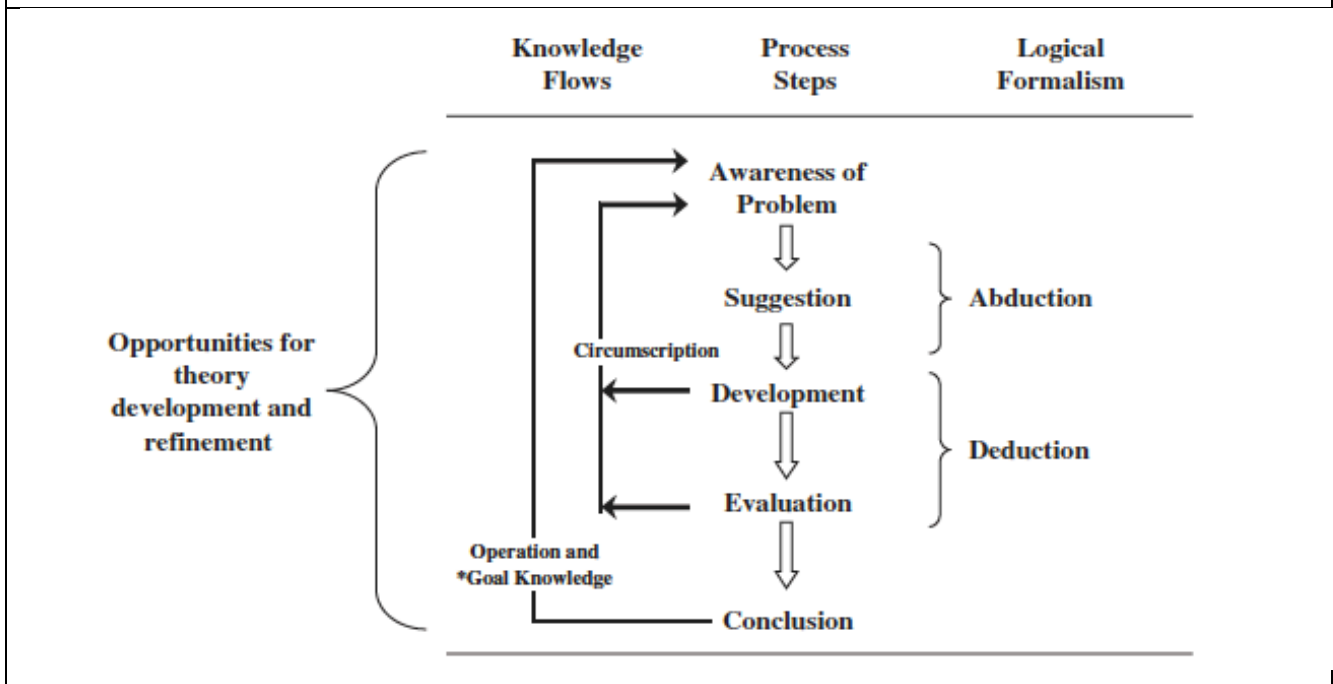 Knowledge
Flows
Process
Steps
Logical
Formalism
Awareness of
Problem
Suggestion
Abduction
Opportunities for
theory
development and
refinement
Circumscription
Development
Deduction
Evaluation
Operation and
*Goal Knowledge
Conclusion